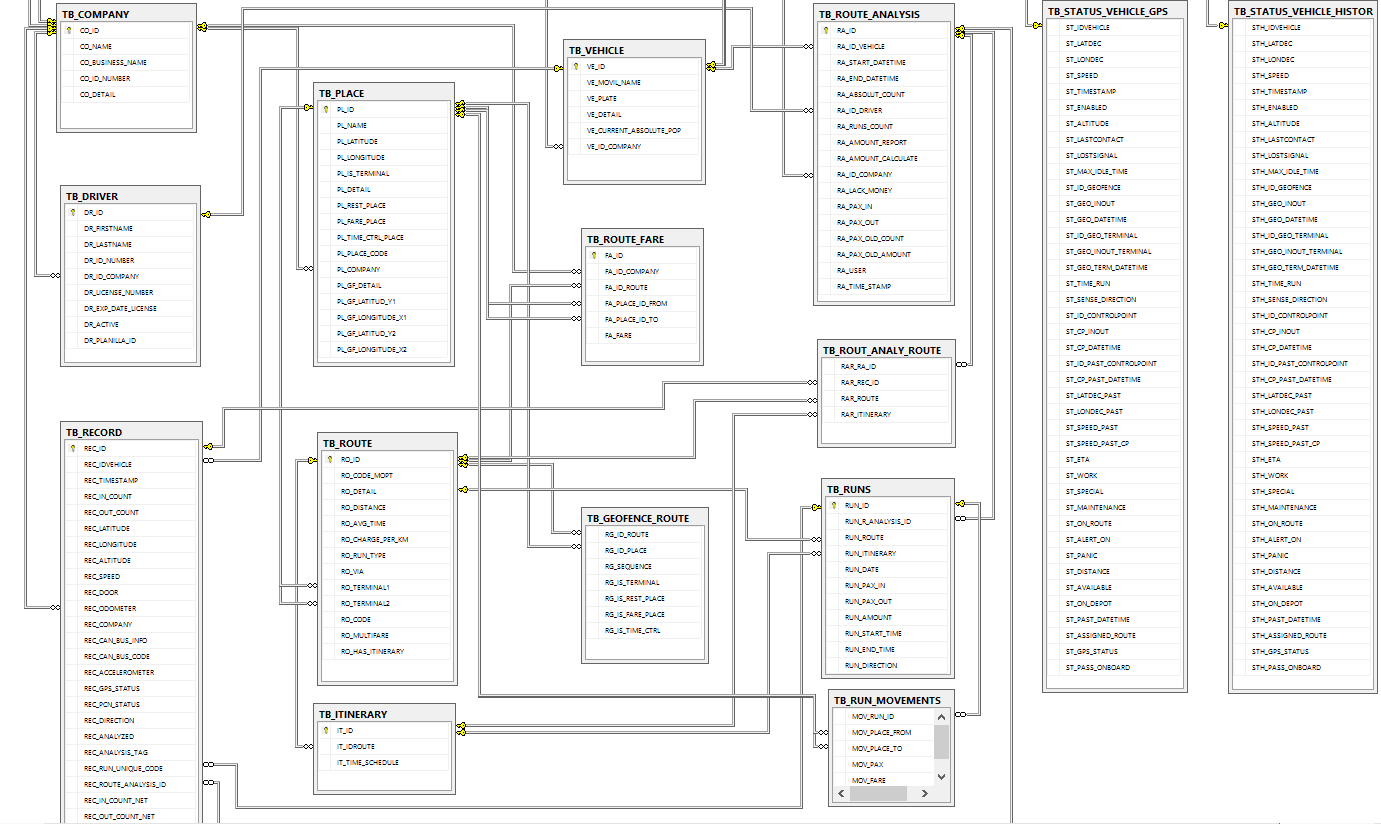 TB_COMPANY
CO_ID
CO_NAME
CO_BUSINESS_NAME
CO_ID_NUMBER
CO_DETAIL
TB_DRIVER
DR_ID
DR_FIRSTNAME
DR_LASTNAME
DR_ID_NUMBER
DR_ID_COMPANY
DR_LICENSE_NUMBER
DR_EXP_DATE_LICENSE
DR_ACTIVE
DR_PLANILLA_ID
TB_RECORD
REC_ID
REC_IDVEHICLE
REC_TIMESTAMP
REC_IN_COUNT
REC_OUT_COUNT
REC_LATITUDE
REC_LONGITUDE
REC_ALTITUDE
REC_SPEED
REC_DOOR
REC_ODOMETER
REC_COMPANY
REC_CAN_BUS_INFO
REC_CAN_BUS_CODE
REC_ACCELEROMETER
REC_GPS_STATUS
REC_PCN_STATUS
REC_DIRECTION
REC_ANALYZED
REC_ANALYSIS_TAG
REC_RUN_UNIQUE_CODE
REC_ROUTE_ANALYSIS_ID
REC_IN_COUNT_NET
REC_OUT_COUNT_NET
TB_PLACE
PL_ID
PL_NAME
PL_LATITUDE
PL_LONGITUDE
PL_IS_TERMINAL
PL_DETAIL
PL_REST_PLACE
PL_FARE_PLACE
PL_TIME_CTRL_PLACE
PL_PLACE_CODE
PL_COMPANY
PL_GF_DETAIL
PL_GF_LATITUD_Y1
PL_GF_LONGITUDE_X1
PL_GF_LATITUD_Y2
PL_GF_LONGITUDE_X2
TB_ROUTE
RO_ID
RO_CODE_MOPT
RO_DETAIL
RO_DISTANCE
RO_AVG_TIME
RO_CHARGE_PER_KM
RO_RUN_TYPE
RO_VIA
RO_TERMINAL1
RO_TERMINAL2
RO_CODE
RO_MULTIFARE
RO_HAS_ITINERARY
TB_ITINERARY
IT_ID
IT_IDROUTE
IT_TIME_SCHEDULE
TB_VEHICLE
VE_ID
VE_MOVIL_NAME
VE_PLATE
VE_DETAIL
VE_CURRENT_ABSOLUTE_POP
VE_ID_COMPANY
TB_ROUTE_FARE
FA_ID
FA_ID_COMPANY
FA_ID_ROUTE
FA_PLACE_ID_FROM
FA_PLACE_ID_TO
FA_FARE
TB_GEOFENCE_ROUTE
RG_ID_ROUTE
RG_ID_PLACE
RG_SEQUENCE
RG_IS_TERMINAL
RG_IS_REST_PLACE
RG_IS_FARE_PLACE
RG_IS_TIME_CTRL
TB_ROUTE_ANALYSIS
RA_ID
RA_ID_VEHICLE
RA_START_DATETIME
RA_END_DATETIME
RA_ABSOLUT_COUNT
RA_ID_DRIVER
RA_RUNS_COUNT
RA_AMOUNT_REPORT
RA_AMOUNT_CALCULATE
RA_ID_COMPANY
RA_LACK_MONEY
RA_PAX_IN
RA_PAX_OUT
RA_PAX_OLD_COUNT
RA_PAX_OLD_AMOUNT
RA_USER
RA_TIME_STAMP
TB_ROUT_ANALY_ROUTE
RAR_RA_ID
RAR_REC_ID
RAR_ROUTE
RAR_ITINERARY
TB_RUNS
RUN_ID
RUN_R_ANALYSIS_ID
RUN_ROUTE
RUN_ITINERARY
RUN_DATE
RUN_PAX_IN
RUN_PAX_OUT
RUN_AMOUNT
RUN_START_TIME
RUN_END_TIME
RUN_DIRECTION
TB_RUN_MOVEMENTS
MOV_RUN_ID
MOV_PLACE_FROM
MOV_PLACE_TO
MOV_PAX
MOV_FARE
TB_STATUS_VEHICLE_GPS
ST_IDVEHICLE
ST_LATDEC
ST_LONDEC
ST_SPEED
ST_TIMESTAMP
ST_ENABLED
ST_ALTITUDE
ST_LASTCONTACT
ST_LOSTSIGNAL
ST_MAX_IDLE_TIME
ST_ID_GEOFENCE
ST_GEO_INOUT
ST_GEO_DATETIME
ST_ID_GEO_TERMINAL
ST_GEO_INOUT_TERMINAL
ST_GEO_TERM_DATETIME
ST_TIME_RUN
ST_SENSE_DIRECTION
ST_ID_CONTROLPOINT
ST_CP_INOUT
ST_CP_DATETIME
ST_ID_PAST_CONTROLPOINT
ST_CP_PAST_DATETIME
ST_LATDEC_PAST
ST_LONDEC_PAST
ST_SPEED_PAST
ST_SPEED_PAST_CP
ST_ETA
ST_WORK
ST_SPECIAL
ST_MAINTENANCE
ST_ON_ROUTE
ST_ALERT_ON
ST_PANIC
ST_DISTANCE
ST_AVAILABLE
ST_ON_DEPOT
ST_PAST_DATETIME
ST_ASSIGNED_ROUTE
ST_GPS_STATUS
ST_PASS_ONBOARD
TB_STATUS_VEHICLE_HISTOR
STH_IDVEHICLE
STH_LATDEC
STH_LONDEC
STH_SPEED
STH_TIMESTAMP
STH_ENABLED
STH_ALTITUDE
STH_LASTCONTACT
STH_LOSTSIGNAL
STH_MAX_IDLE_TIME
STH_ID_GEOFENCE
STH_GEO_INOUT
STH_GEO_DATETIME
STH_ID_GEO_TERMINAL
STH_GEO_INOUT_TERMINAL
STH_GEO_TERM_DATETIME
STH_TIME_RUN
STH_SENSE_DIRECTION
STH_ID_CONTROLPOINT
STH_CP_INOUT
STH_CP_DATETIME
STH_ID_PAST_CONTROLPOINT
STH_CP_PAST_DATETIME
STH_LATDEC_PAST
STH_LONDEC_PAST
STH_SPEED_PAST
STH_SPEED_PAST_CP
STH_ETA
STH_WORK
STH_SPECIAL
STH_MAINTENANCE
STH_ON_ROUTE
STH_ALERT_ON
STH_PANIC
STH_DISTANCE
STH_AVAILABLE
STH_ON_DEPOT
STH_PAST_DATETIME
STH_ASSIGNED_ROUTE
STH_GPS_STATUS
STH_PASS_ONBOARD